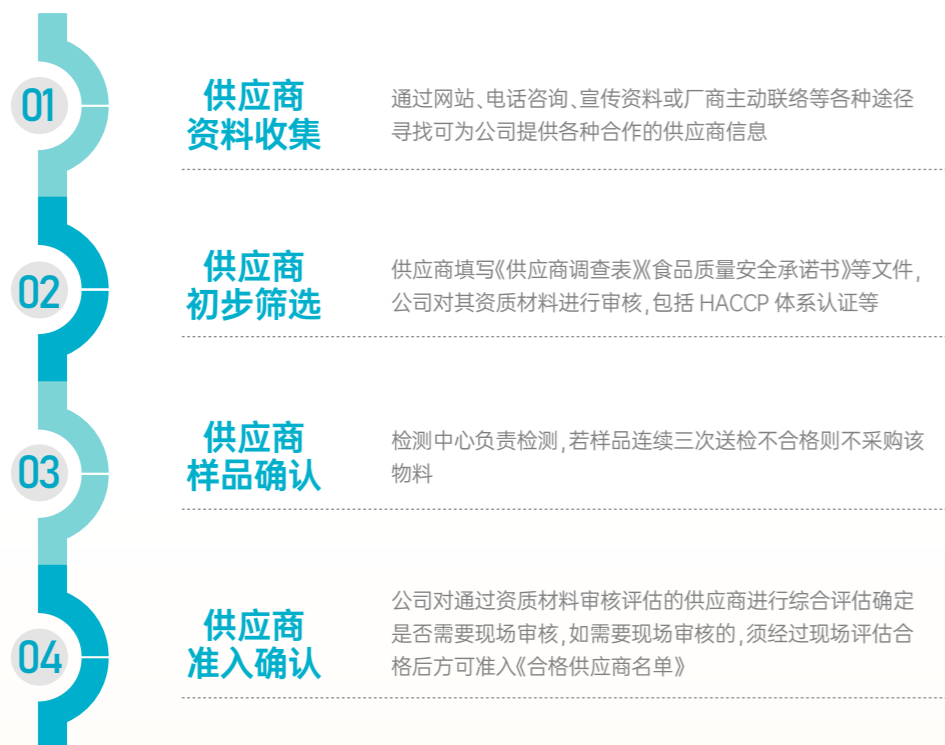 01
供应商
资料收集
通过网站、电话咨询、宣传资料或厂商主动联络等各种途径
寻找可为公司提供各种合作的供应商信息
02
供应商
初步筛选
供应商填写《供应商调查表》《食品质量安全承诺书》等文件，
公司对其资质材料进行审核，包括 HACCP 体系认证等
03
供应商
样品确认
检测中心负责检测，若样品连续三次送检不合格则不采购该
物料
04
供应商
准入确认
公司对通过资质材料审核评估的供应商进行综合评估确定
是否需要现场审核，如需要现场审核的，须经过现场评估合
格后方可准入《合格供应商名单》